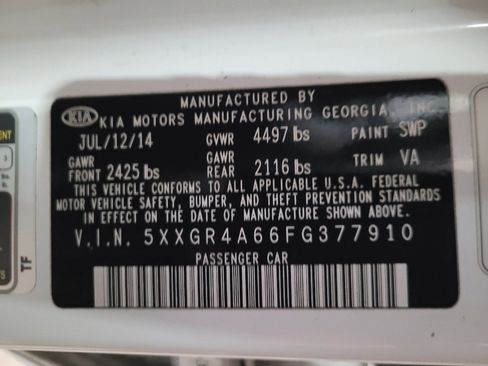 MANUFACTURED BY
KIA KIA MOTORS MANUFACTURING GEORGIA, INC
JUL/12/14 GVWR 4497 lbs PAINT SWP
GAWR FRONT 2425 lbs GAWR REAR 2116 lbs TRIM VA
THIS VEHICLE CONFORMS TO ALL APPLICABLE U.S.A. FEDERAL
MOTOR VEHICLE SAFETY, BUMPER, AND THEFT PREVENTION STANDARDS
IN EFFECT ON THE DATE OF MANUFACTURE SHOWN ABOVE.
V.I.N. 5XXGR4A66FG377910
PASSENGER CAR
TF